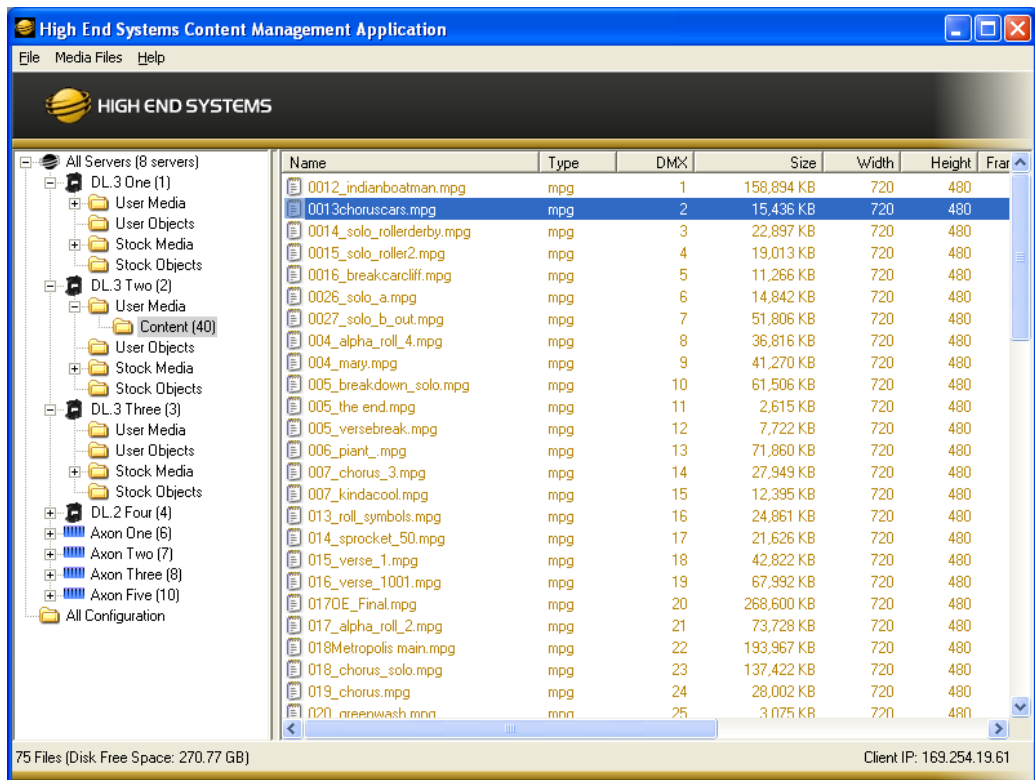 High End Systems Content Management Application
File Media Files Help
HIGH END SYSTEMS
All Servers (8 servers)
DL.3 One (1)
User Media
User Objects
Stock Media
Stock Objects
DL.3 Two (2)
User Media
Content (40)
User Objects
Stock Media
Stock Objects
DL.3 Three (3)
User Media
User Objects
Stock Media
Stock Objects
DL.2 Four (4)
Axon One (6)
Axon Two (7)
Axon Three (8)
Axon Five (10)
All Configuration
Name Type DMX Size Width Height Frar
0012_indianboatman.mpg mpg 1 158,894 KB 720 480
0013choruscars.mpg mpg 2 15,436 KB 720 480
0014_solo_rollerderby.mpg mpg 3 22,897 KB 720 480
0015_solo_roller2.mpg mpg 4 19,013 KB 720 480
0016_breakcarcliff.mpg mpg 5 11,266 KB 720 480
0026_solo_a.mpg mpg 6 14,842 KB 720 480
0027_solo_b_out.mpg mpg 7 51,806 KB 720 480
004_alpha_roll_4.mpg mpg 8 36,816 KB 720 480
004_mary.mpg mpg 9 41,270 KB 720 480
005_breakdown_solo.mpg mpg 10 61,506 KB 720 480
005_the end.mpg mpg 11 2,615 KB 720 480
005_versebreak.mpg mpg 12 7,722 KB 720 480
006_piant_.mpg mpg 13 71,860 KB 720 480
007_chorus_3.mpg mpg 14 27,949 KB 720 480
007_kindacool.mpg mpg 15 12,395 KB 720 480
013_roll_symbols.mpg mpg 16 24,861 KB 720 480
014_sprocket_50.mpg mpg 17 21,626 KB 720 480
015_verse_1.mpg mpg 18 42,822 KB 720 480
016_verse_1001.mpg mpg 19 67,992 KB 720 480
017OE_Final.mpg mpg 20 268,600 KB 720 480
017_alpha_roll_2.mpg mpg 21 73,728 KB 720 480
018Metropolis main.mpg mpg 22 193,967 KB 720 480
018_chorus_solo.mpg mpg 23 137,422 KB 720 480
019_chorus.mpg mpg 24 28,002 KB 720 480
020_greenwash.mpg mpg 25 3,075 KB 720 480
75 Files (Disk Free Space: 270.77 GB) Client IP: 169.254.19.61